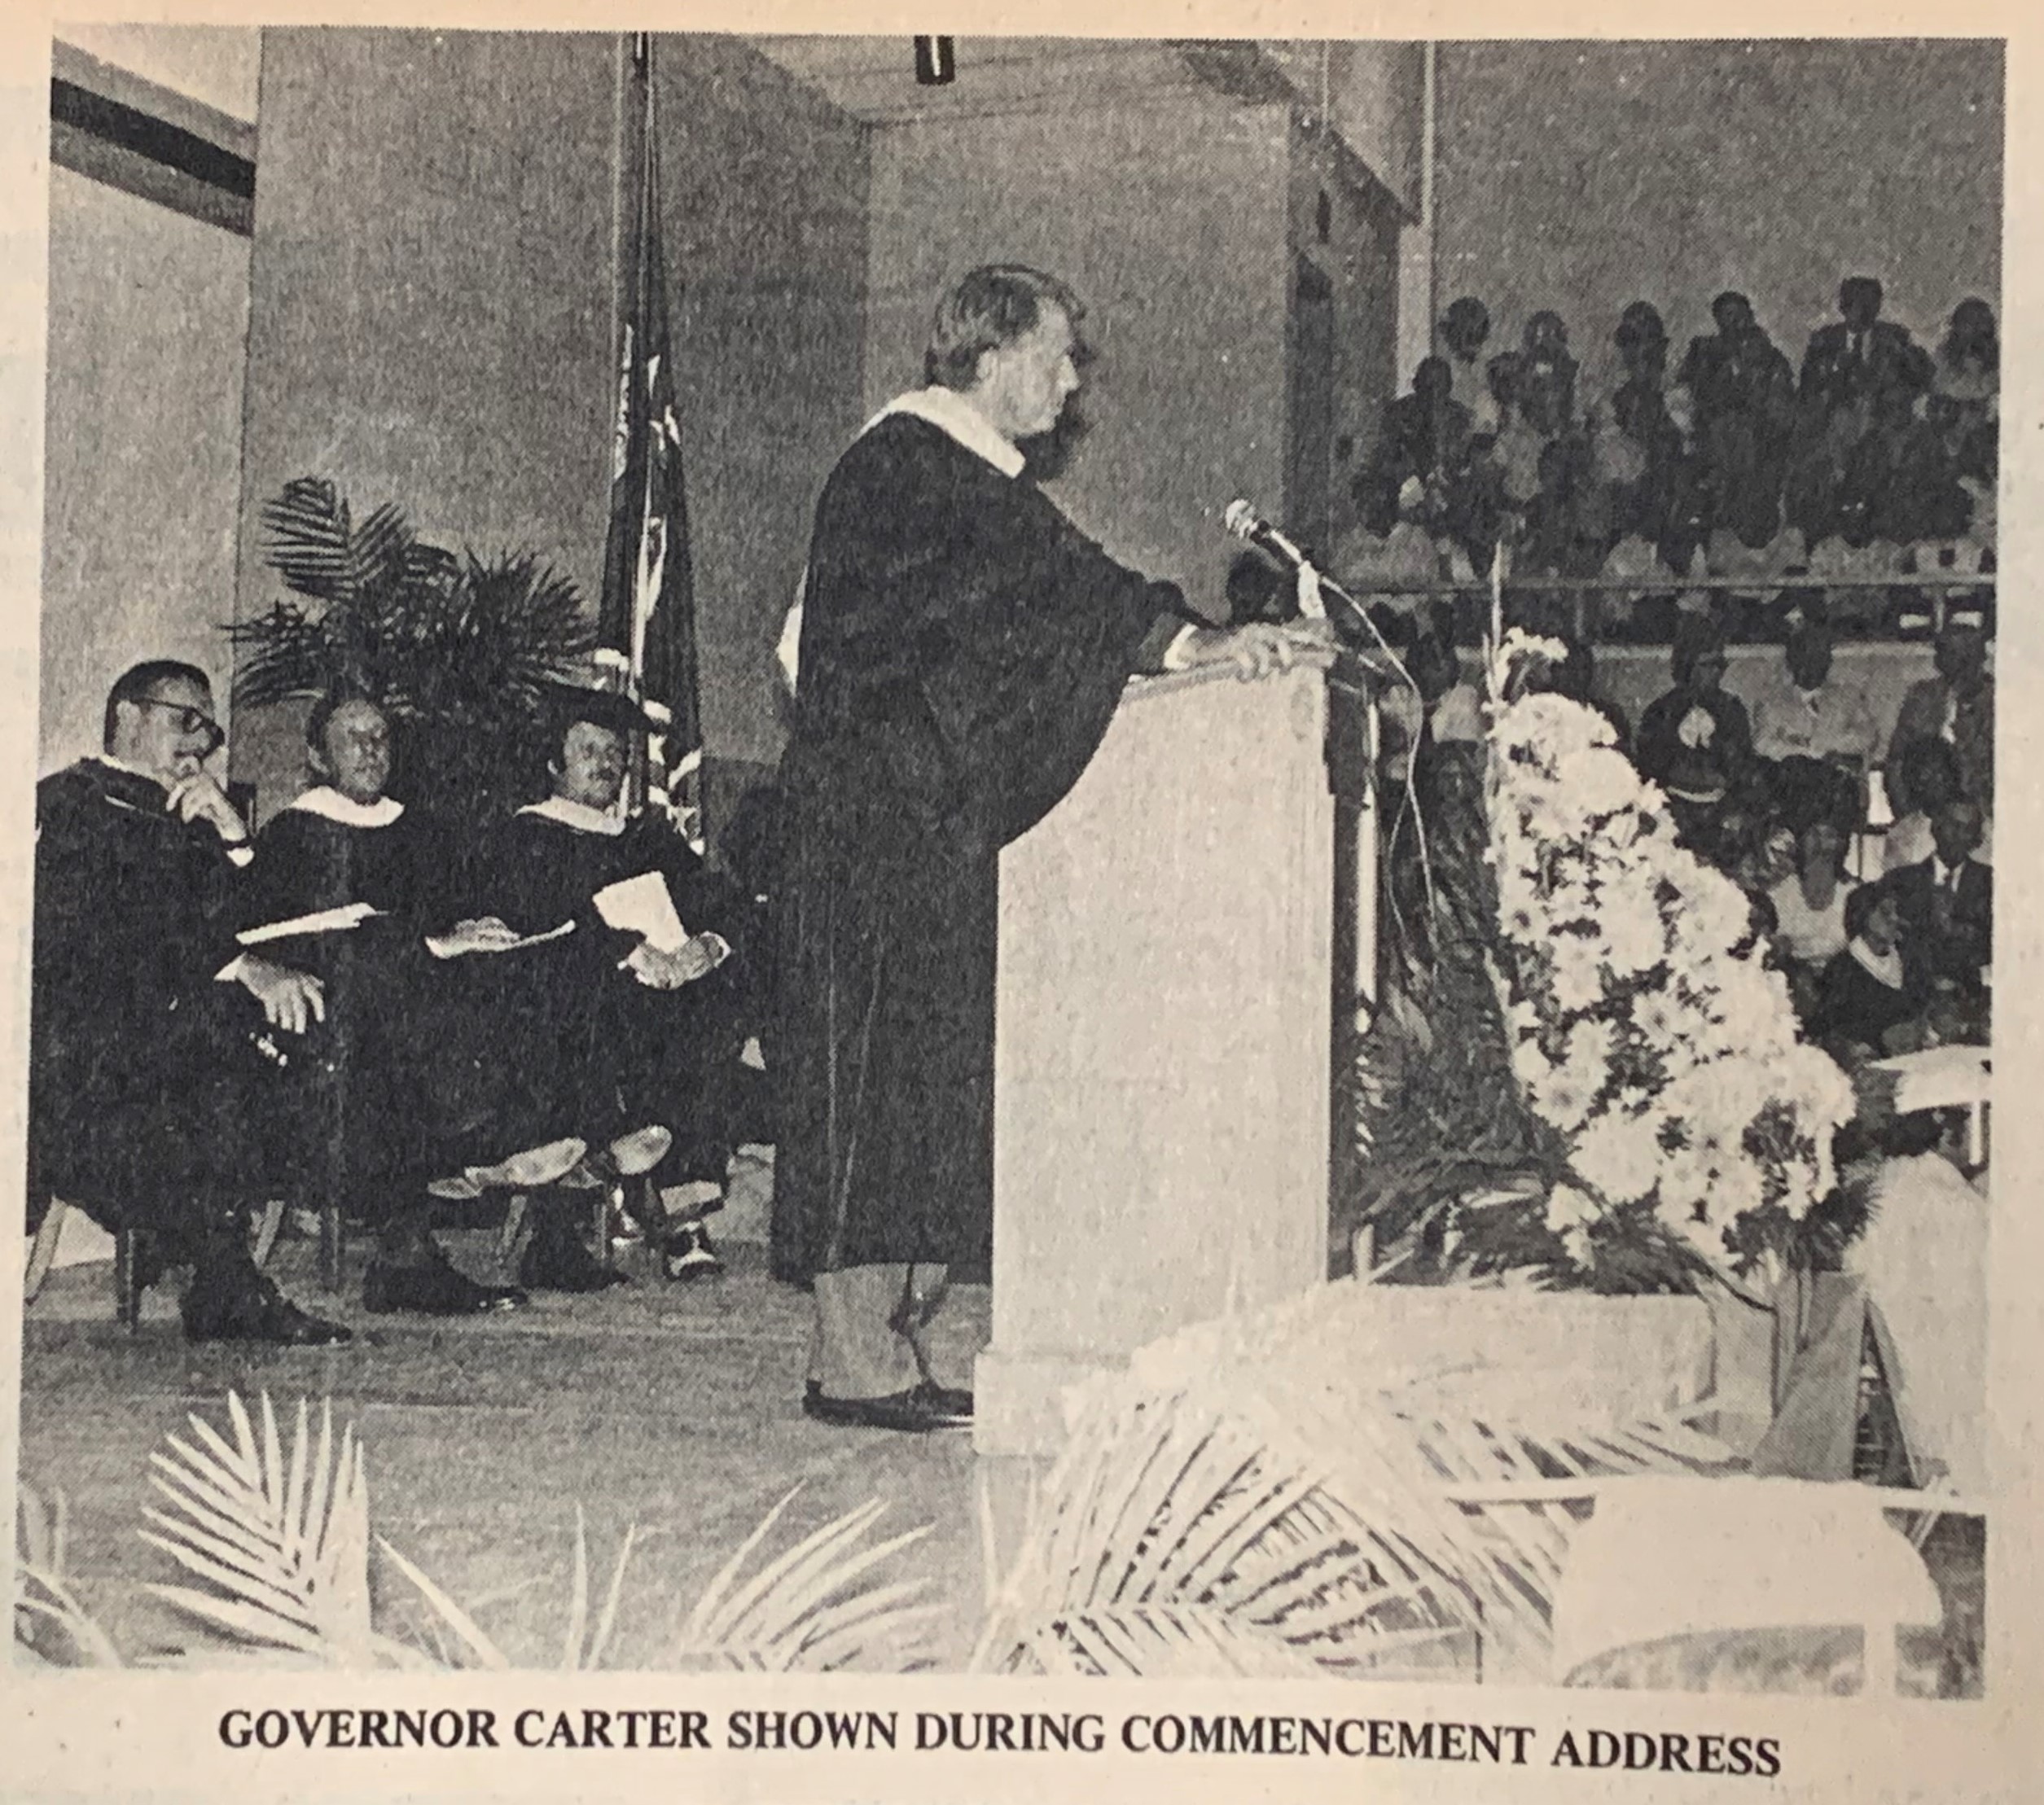 GOVERNOR CARTER SHOWN DURING COMMENCEMENT ADDRESS